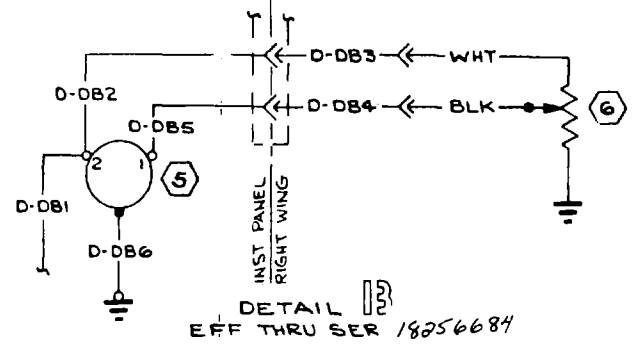 D-DB3 WHT
D-DB2
D-DB4 BLK
6
D-DB5
2 1
5
D-DB1
D-DB6
INST PANEL
RIGHT WING
DETAIL
EFF THRU SER 18256684